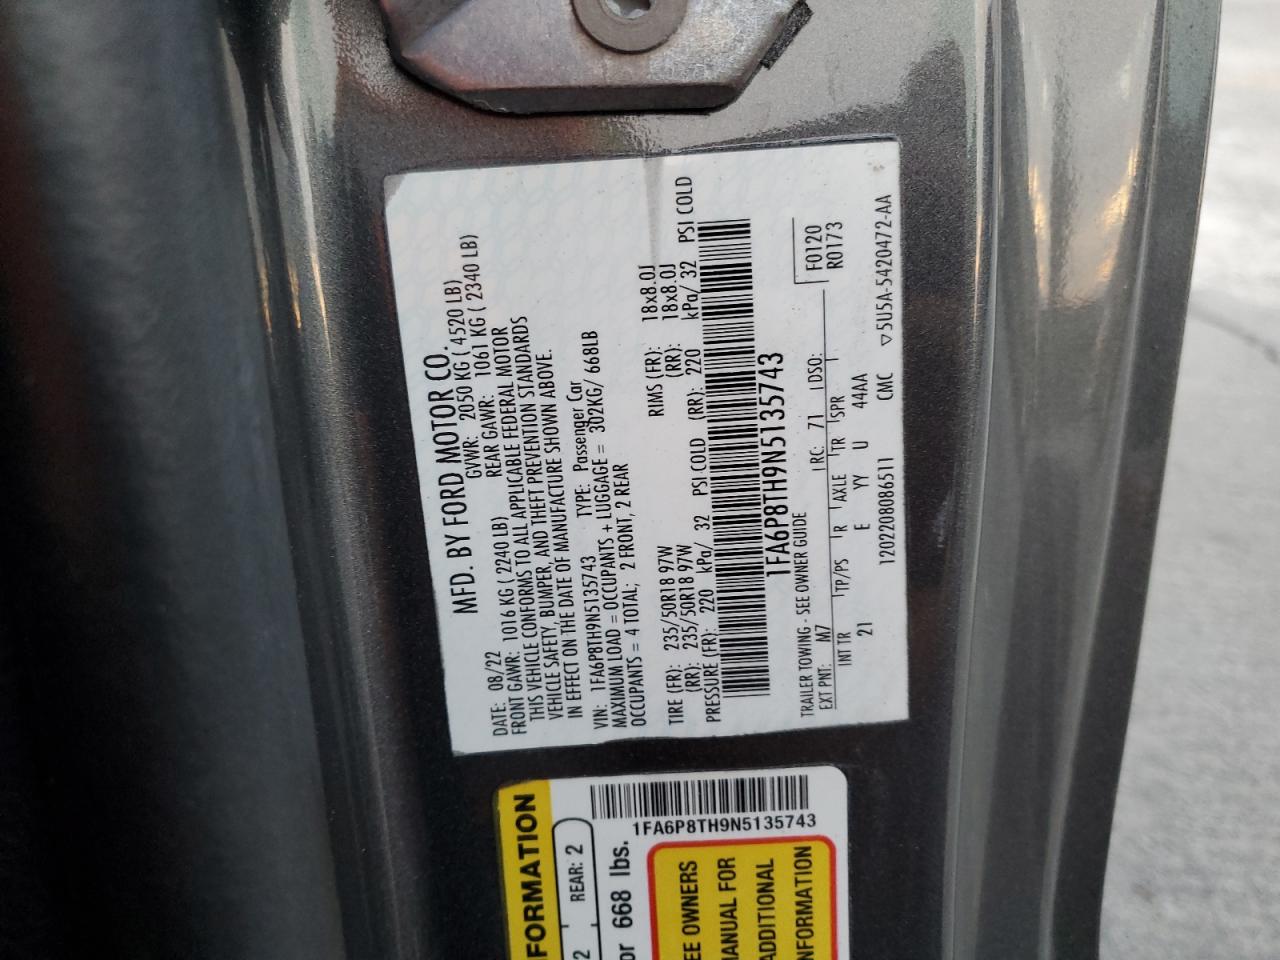 MFD. BY FORD MOTOR CO.
DATE: 08/22 GVWR: 2050 KG ( 4520 LB)
FRONT GAWR: 1016 KG ( 2240 LB) REAR GAWR: 1061 KG ( 2340 LB)
THIS VEHICLE CONFORMS TO ALL APPLICABLE FEDERAL MOTOR
VEHICLE SAFETY, BUMPER, AND THEFT PREVENTION STANDARDS
IN EFFECT ON THE DATE OF MANUFACTURE SHOWN ABOVE.
VIN: 1FA6P8TH9N5135743 TYPE: Passenger Car
MAXIMUM LOAD = OCCUPANTS + LUGGAGE = 302KG/ 668LB
OCCUPANTS = 4 TOTAL; 2 FRONT, 2 REAR
TIRE (FR): 235/50R18 97W RIMS (FR): 18x8.0J
(RR): 235/50R18 97W (RR): 18x8.0J
PRESSURE (FR): 220 kPa/ 32 PSI COLD (RR): 220 kPa/ 32 PSI COLD
1FA6P8TH9N5135743
TRAILER TOWING - SEE OWNER GUIDE F0120
EXT PNT: M7 RC: 71 DSO: R0173
INT TR TP/PS R AXLE TR SPR
21 E YY U 44AA
1202208086511 CMC ▽5U5A-5420472-AA
FORMATION
1FA6P8TH9N5135743
2 REAR: 2
or 668 lbs.
EE OWNERS
MANUAL FOR
ADDITIONAL
NFORMATION